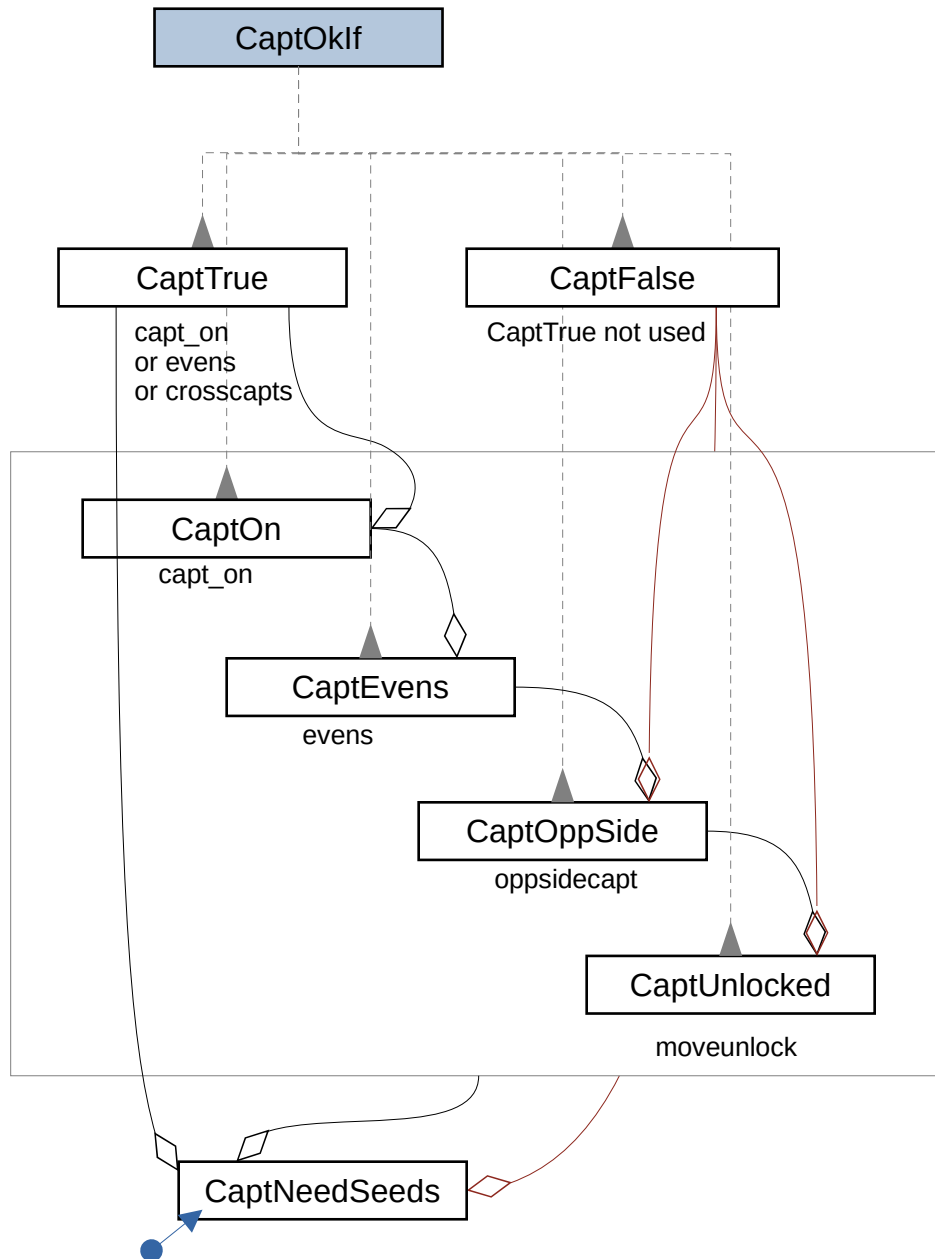 CaptOkIf
CaptTrue
CaptFalse
capt_on
or evens
or crosscapts
CaptTrue not used
CaptOn
capt_on
CaptEvens
evens
CaptOppSide
oppsidecapt
CaptUnlocked
moveunlock
CaptNeedSeeds